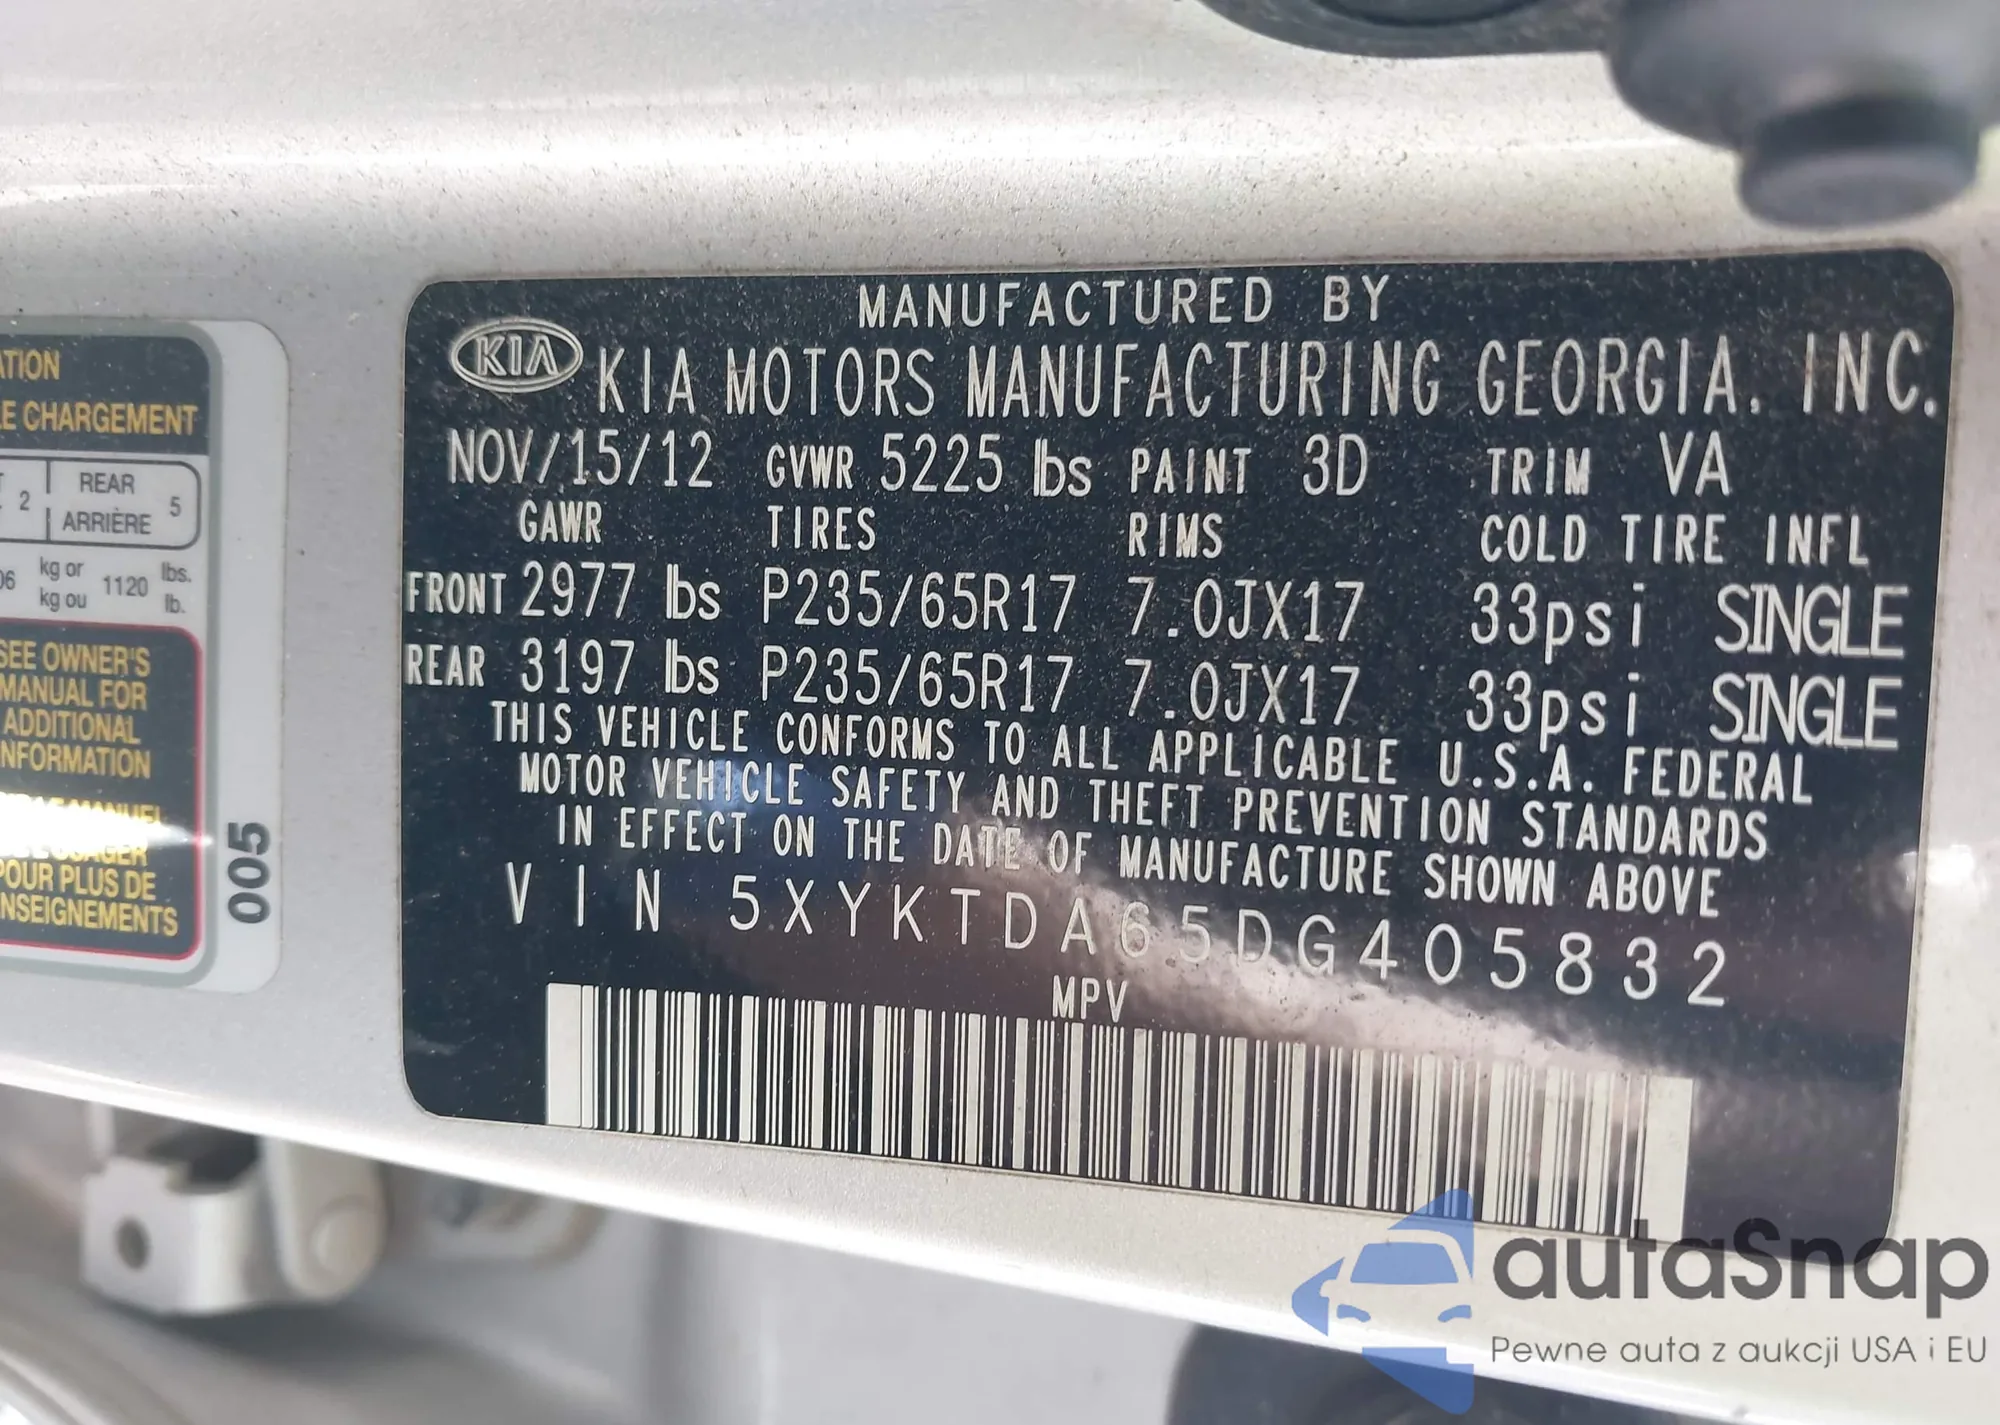 MANUFACTURED BY
KIA KIA MOTORS MANUFACTURING GEORGIA, INC.
NOV/15/12 GVWR 5225 lbs PAINT 3D TRIM VA
GAWR TIRES RIMS COLD TIRE INFL
FRONT 2977 lbs P235/65R17 7.0JX17 33psi SINGLE
REAR 3197 lbs P235/65R17 7.0JX17 33psi SINGLE
THIS VEHICLE CONFORMS TO ALL APPLICABLE U.S.A. FEDERAL
MOTOR VEHICLE SAFETY AND THEFT PREVENTION STANDARDS
IN EFFECT ON THE DATE OF MANUFACTURE SHOWN ABOVE
VIN 5XYKTDA65DG405832
MPV
CHARGEMENT
2 REAR 5
ARRIÈRE
kg or 1120 lbs.
kg ou lb.
SEE OWNER'S
MANUAL FOR
ADDITIONAL
005
POUR PLUS DE
autaSnap
Pewne auta z aukcji USA i EU